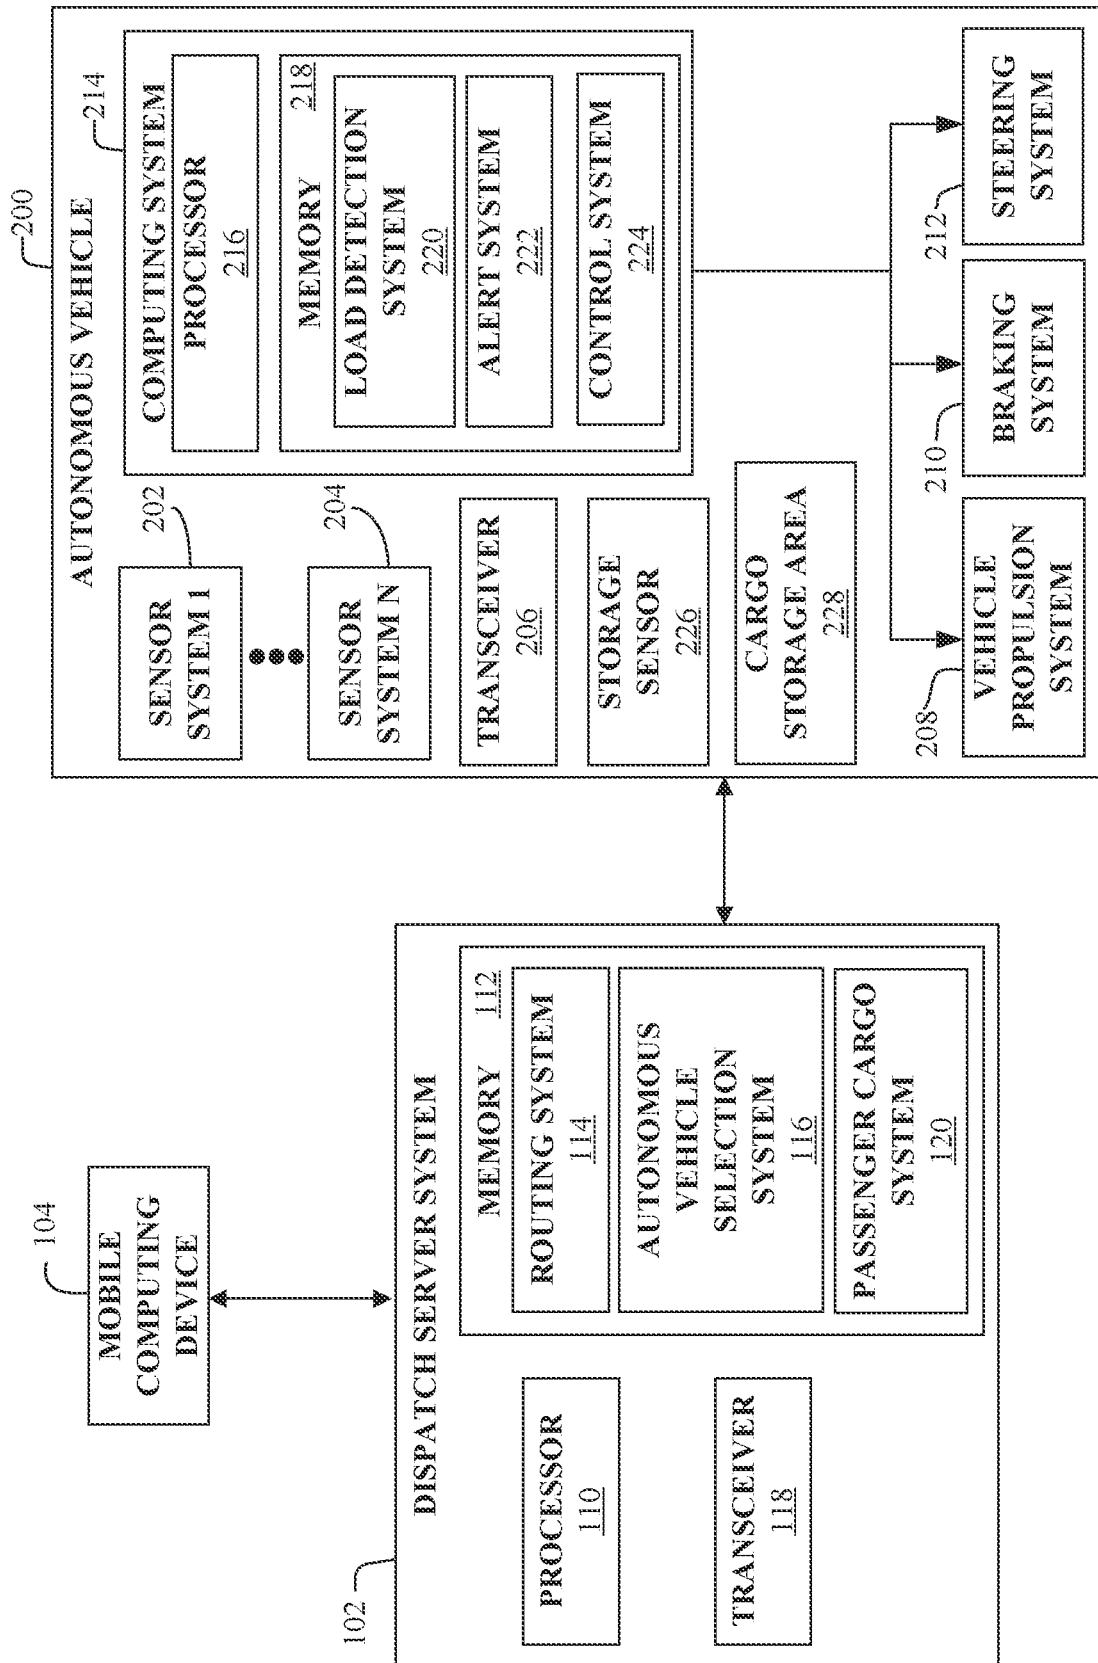 104
MOBILE
COMPUTING
DEVICE
102
DISPATCH SERVER SYSTEM
PROCESSOR
110
TRANSCEIVER
118
MEMORY 112
ROUTING SYSTEM
114
AUTONOMOUS
VEHICLE
SELECTION
SYSTEM
116
PASSENGER CARGO
SYSTEM
120
200
AUTONOMOUS VEHICLE
202
SENSOR
SYSTEM 1
204
SENSOR
SYSTEM N
TRANSCEIVER
206
STORAGE
SENSOR
226
CARGO
STORAGE AREA
228
214
COMPUTING SYSTEM
PROCESSOR
216
MEMORY 218
LOAD DETECTION
SYSTEM
220
ALERT SYSTEM
222
CONTROL SYSTEM
224
208
VEHICLE
PROPULSION
SYSTEM
210
BRAKING
SYSTEM
212
STEERING
SYSTEM